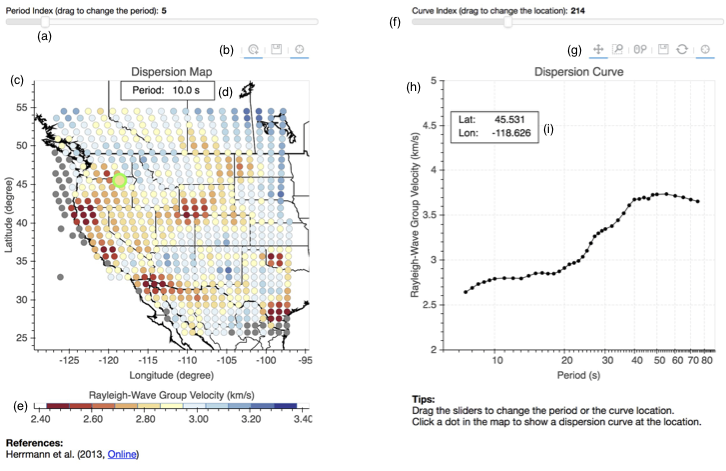 Period Index (drag to change the period): 5
(a)
(b)
(c)
Dispersion Map
Period: 10.0 s
(d)
55
50
45
40
35
30
25
Latitude (degree)
-125 -120 -115 -110 -105 -100 -95
Longitude (degree)
(e)
Rayleigh-Wave Group Velocity (km/s)
2.40 2.60 2.80 3.00 3.20 3.40
References:
Herrmann et al. (2013, Online)
Curve Index (drag to change the location): 214
(f)
(g)
(h)
Dispersion Curve
5
4.5
4
3.5
3
2.5
2
Rayleigh-Wave Group Velocity (km/s)
Lat: 45.531
Lon: -118.626
(i)
10 20 30 40 50 60 70 80
Period (s)
Tips:
Drag the sliders to change the period or the curve location.
Click a dot in the map to show a dispersion curve at the location.